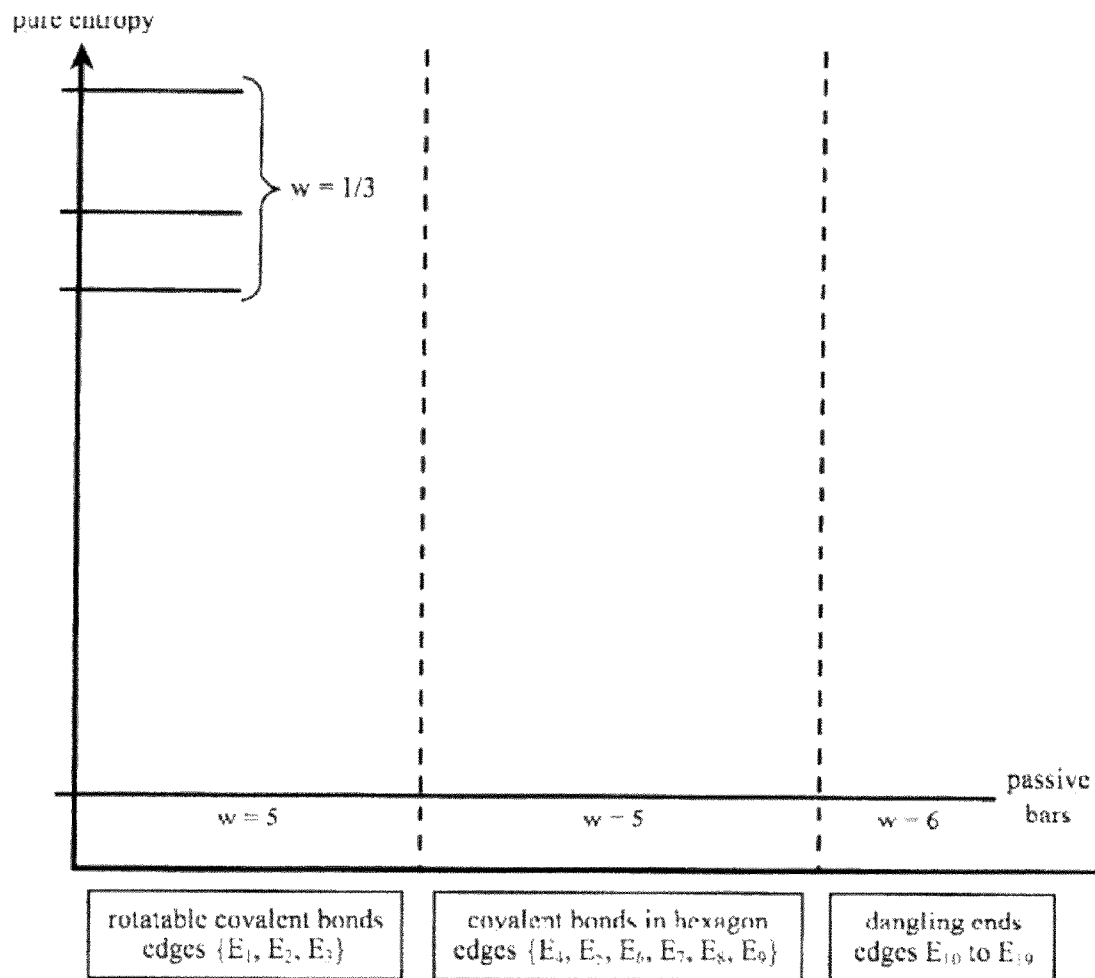 pure entropy
w = 1/3
passive
bars
w = 5
w = 5
w = 6
rotatable covalent bonds
edges {E₁, E₂, E₃}
covalent bonds in hexagon
edges {E₄, E₅, E₆, E₇, E₈, E₉}
dangling ends
edges E₁₀ to E₁₉